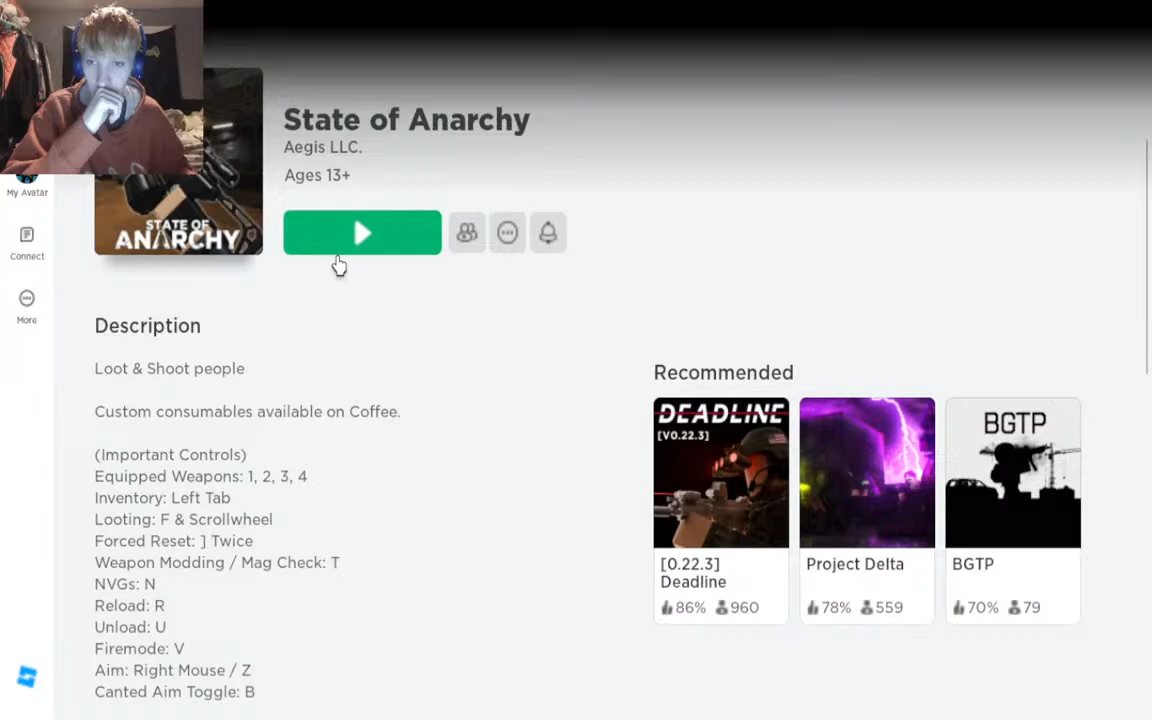 State of Anarchy
Aegis LLC.
Ages 13+
STATE OF
ANARCHY
My Avatar
Connect
More
Description
Loot & Shoot people
Custom consumables available on Coffee.
(Important Controls)
Equipped Weapons: 1, 2, 3, 4
Inventory: Left Tab
Looting: F & Scrollwheel
Forced Reset: ] Twice
Weapon Modding / Mag Check: T
NVGs: N
Reload: R
Unload: U
Firemode: V
Aim: Right Mouse / Z
Canted Aim Toggle: B
Recommended
DEADLINE
[V0.22.3]
[0.22.3]
Deadline
86% 960
Project Delta
78% 559
BGTP
BGTP
70% 79